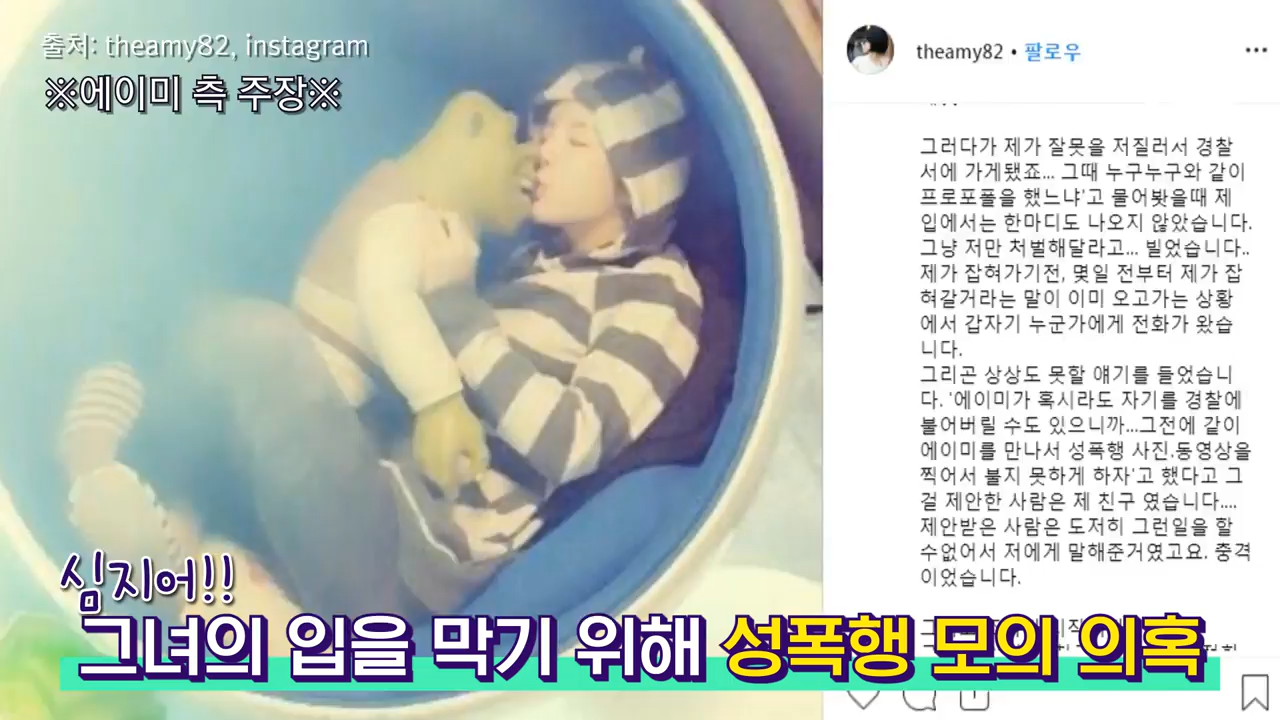 출처: theamy82, instagram
※에이미 측 주장※
theamy82 • 팔로우
그러다가 제가 잘못을 저질러서 경찰
서에 가게됐죠... 그때 누구누구와 같이
프로포폴을 했느냐'고 물어봣을때 제
입에서는 한마디도 나오지 않았습니다.
그냥 저만 처벌해달라고... 빌었습니다..
제가 잡혀가기전, 몇일 전부터 제가 잡
혀갈거라는 말이 이미 오고가는 상황
에서 갑자기 누군가에게 전화가 왔습
니다.
그리곤 상상도 못할 얘기를 들었습니
다. '에이미가 혹시라도 자기를 경찰에
불어버릴 수도 있으니까...그전에 같이
에이미를 만나서 성폭행 사진.동영상을
찍어서 불지 못하게 하자'고 했다고 그
걸 제안한 사람은 제 친구 였습니다....
제안받은 사람은 도저히 그런일을 할
수없어서 저에게 말해준거였고요. 충격
이었습니다.
심지어!!
그녀의 입을 막기 위해 성폭행 모의 의혹